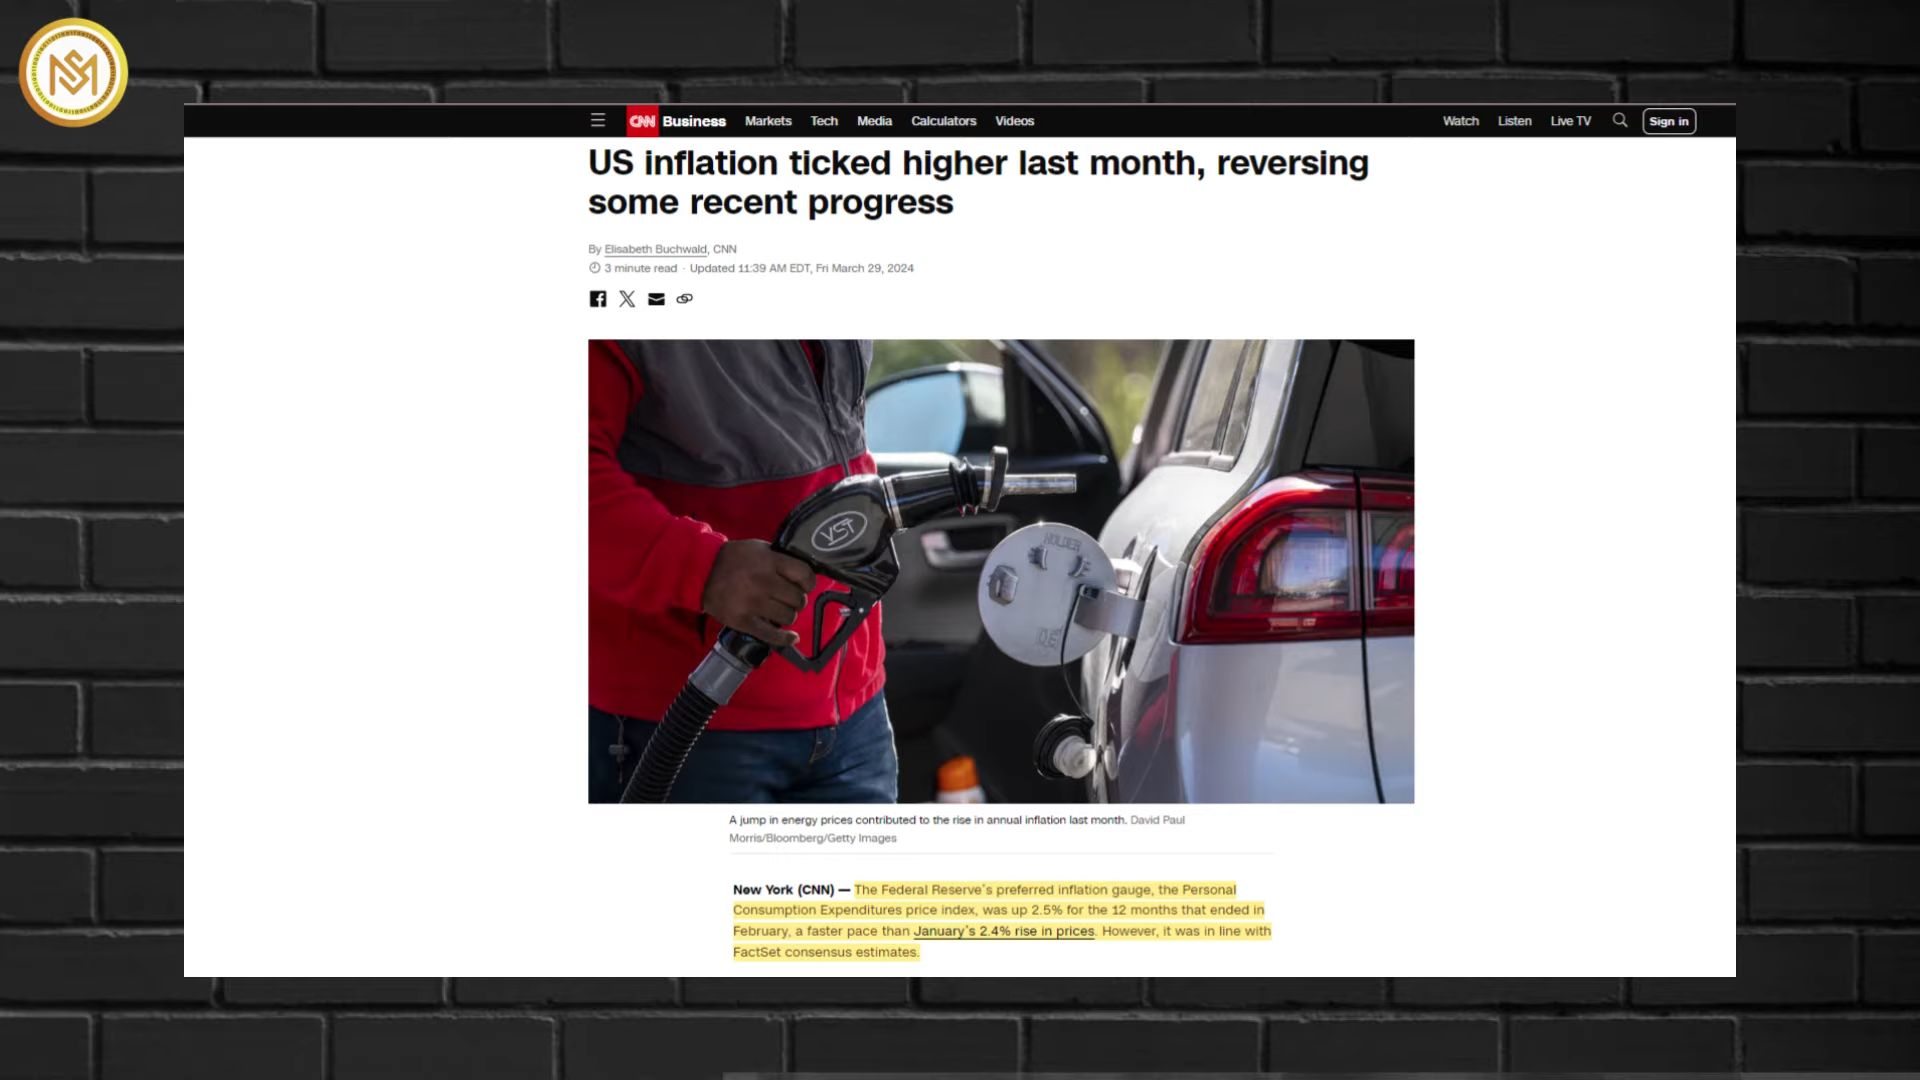 CNN Business Markets Tech Media Calculators Videos Watch Listen Live TV Sign in
US inflation ticked higher last month, reversing
some recent progress
By Elisabeth Buchwald, CNN
3 minute read · Updated 11:39 AM EDT, Fri March 29, 2024
VST
HOLDER
A jump in energy prices contributed to the rise in annual inflation last month. David Paul
Morris/Bloomberg/Getty Images
New York (CNN) — The Federal Reserve's preferred inflation gauge, the Personal
Consumption Expenditures price index, was up 2.5% for the 12 months that ended in
February, a faster pace than January's 2.4% rise in prices. However, it was in line with
FactSet consensus estimates.